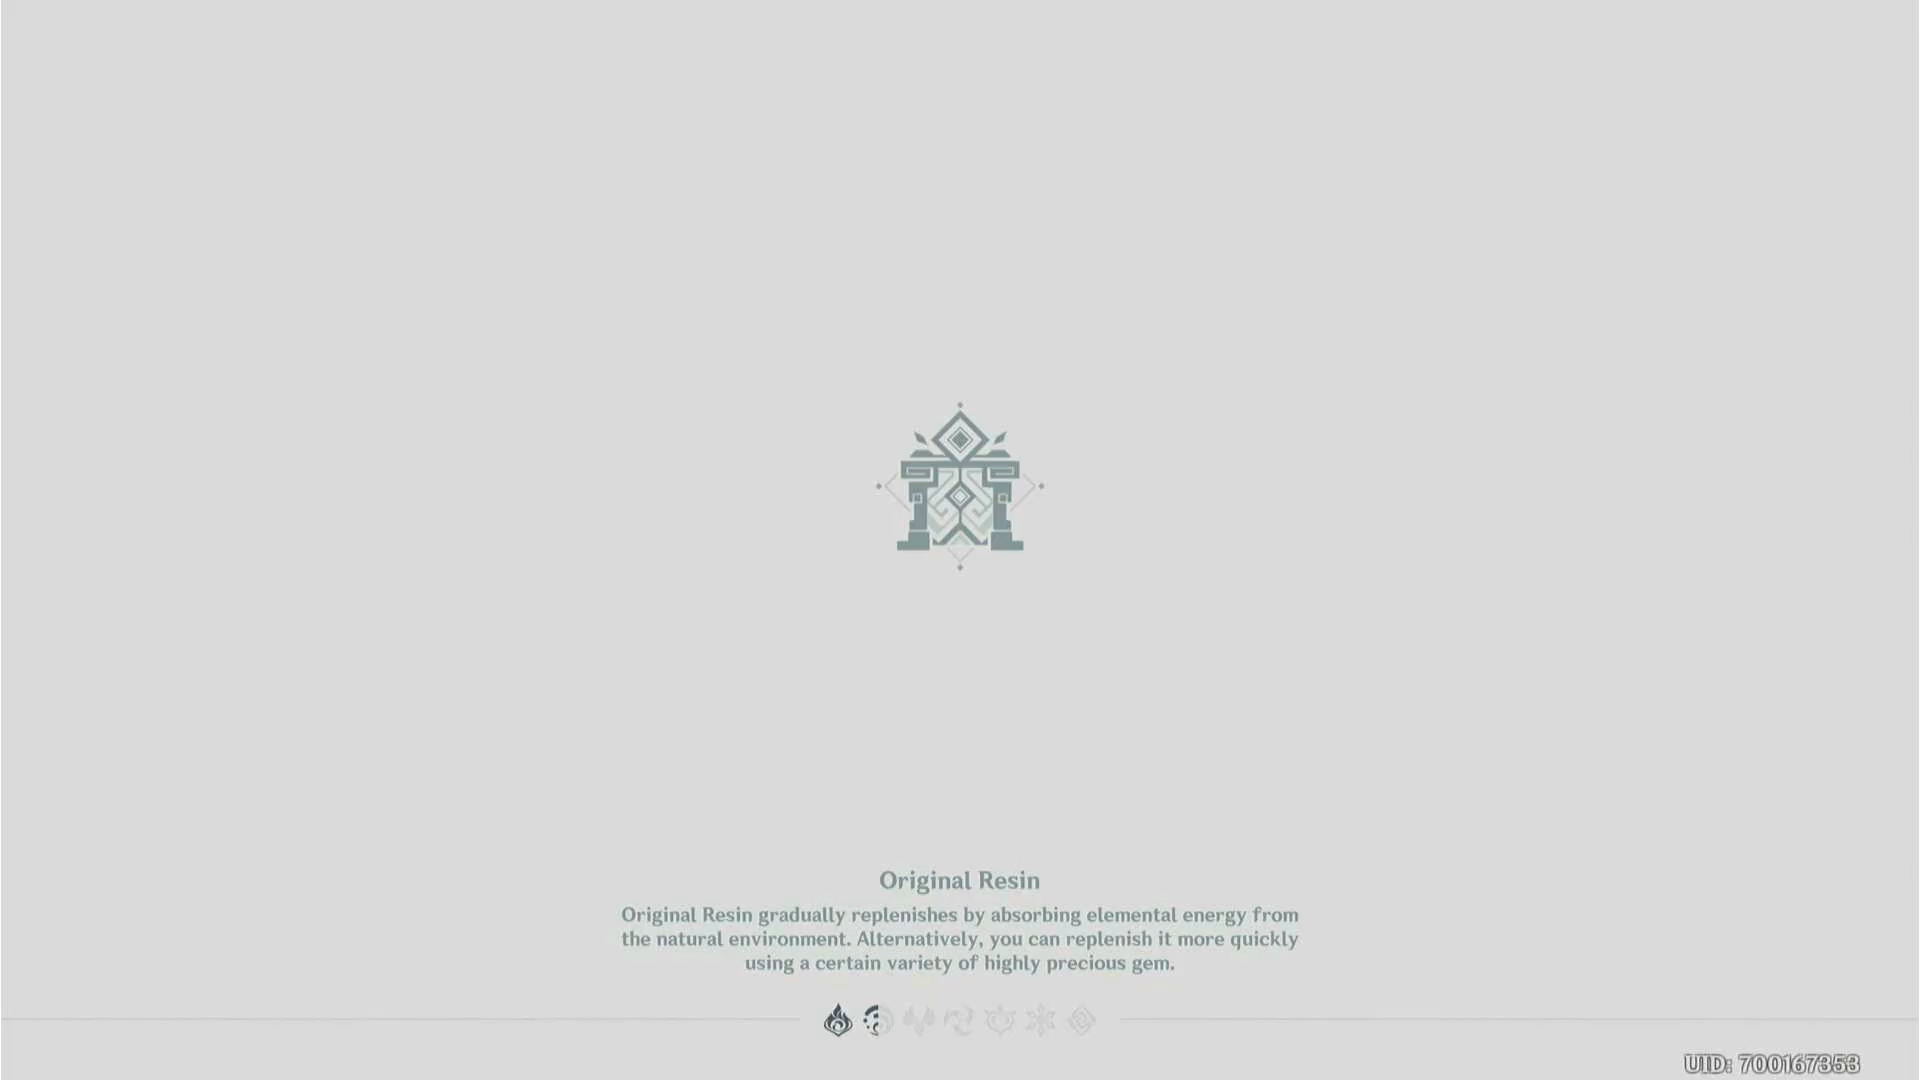 Original Resin
Original Resin gradually replenishes by absorbing elemental energy from
the natural environment. Alternatively, you can replenish it more quickly
using a certain variety of highly precious gem.
UID: 700167353